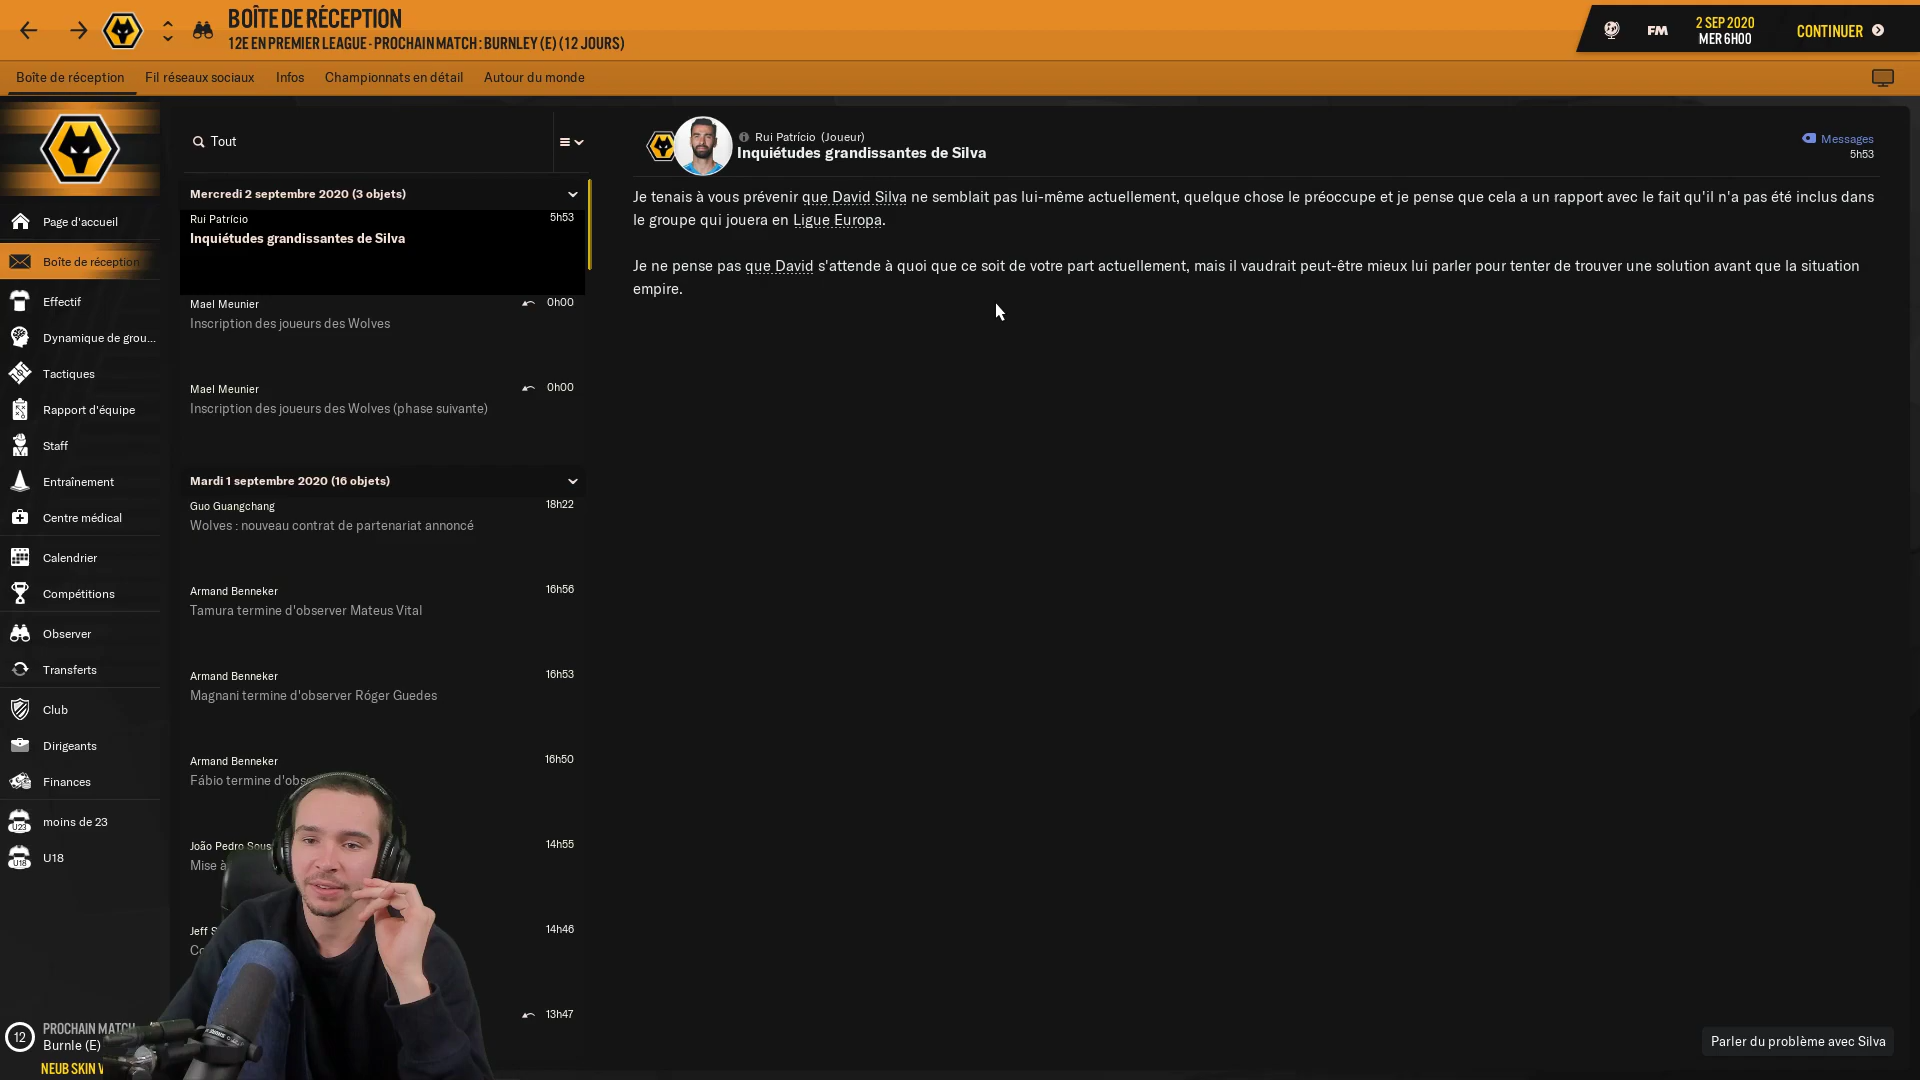 BOÎTE DE RÉCEPTION
12E EN PREMIER LEAGUE - PROCHAIN MATCH : BURNLEY (E) (12 JOURS)
FM
2 SEP 2020
MER 6H00
CONTINUER
Boîte de réception
Fil réseaux sociaux
Infos
Championnats en détail
Autour du monde
Page d'accueil
Boîte de réception
Effectif
Dynamique de grou...
Tactiques
Rapport d'équipe
Staff
Entraînement
Centre médical
Calendrier
Compétitions
Observer
Transferts
Club
Dirigeants
Finances
U23
moins de 23
U18
U18
12
PROCHAIN MATCH
Burnle (E)
NEUB SKIN
Tout
Mercredi 2 septembre 2020 (3 objets)
Rui Patrício
5h53
Inquiétudes grandissantes de Silva
Mael Meunier
0h00
Inscription des joueurs des Wolves
Mael Meunier
0h00
Inscription des joueurs des Wolves (phase suivante)
Mardi 1 septembre 2020 (16 objets)
Guo Guangchang
18h22
Wolves : nouveau contrat de partenariat annoncé
Armand Benneker
16h56
Tamura termine d'observer Mateus Vital
Armand Benneker
16h53
Magnani termine d'observer Róger Guedes
Armand Benneker
16h50
Fábio termine
João Pedro
14h55
Mise à
Jeff
14h46
13h47
Rui Patrício (Joueur)
Inquiétudes grandissantes de Silva
Messages
5h53
Je tenais à vous prévenir que David Silva ne semblait pas lui-même actuellement, quelque chose le préoccupe et je pense que cela a un rapport avec le fait qu'il n'a pas été inclus dans
le groupe qui jouera en Ligue Europa.
Je ne pense pas que David s'attende à quoi que ce soit de votre part actuellement, mais il vaudrait peut-être mieux lui parler pour tenter de trouver une solution avant que la situation
empire.
Parler du problème avec Silva